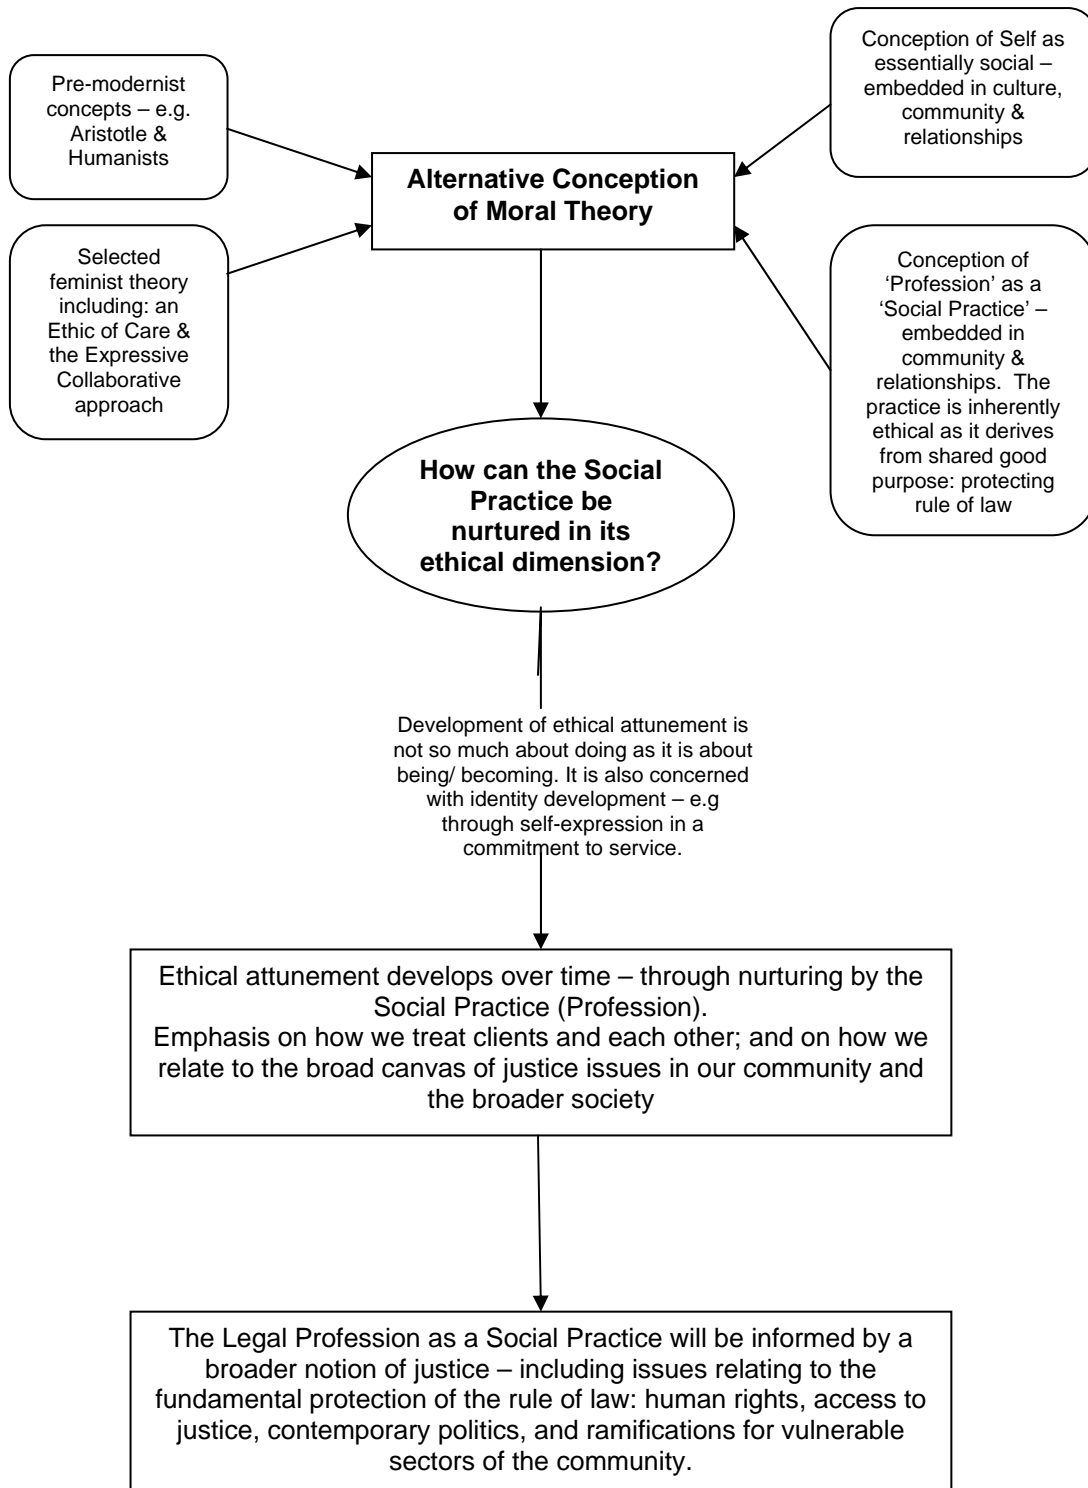 Pre-modernist
concepts – e.g.
Aristotle &
Humanists
Selected
feminist theory
including: an
Ethic of Care &
the Expressive
Collaborative
approach
Alternative Conception
of Moral Theory
Conception of Self as
essentially social –
embedded in culture,
community &
relationships
Conception of
‘Profession’ as a
‘Social Practice’ –
embedded in
community &
relationships.  The
practice is inherently
ethical as it derives
from shared good
purpose: protecting
rule of law
How can the Social
Practice be
nurtured in its
ethical dimension?
Development of ethical attunement is
not so much about doing as it is about
being/ becoming. It is also concerned
with identity development – e.g
through self-expression in a
commitment to service.
Ethical attunement develops over time – through nurturing by the
Social Practice (Profession).
Emphasis on how we treat clients and each other; and on how we
relate to the broad canvas of justice issues in our community and
the broader society
The Legal Profession as a Social Practice will be informed by a
broader notion of justice – including issues relating to the
fundamental protection of the rule of law: human rights, access to
justice, contemporary politics, and ramifications for vulnerable
sectors of the community.